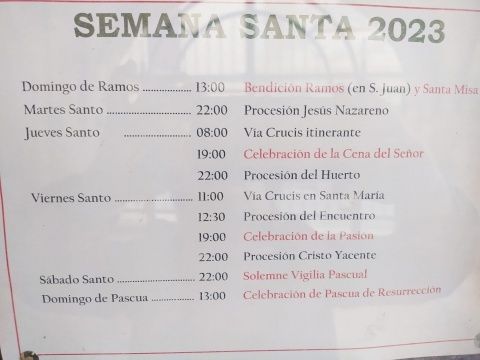 SEMANA SANTA 2023
Domingo de Ramos .................... 13:00 Bendición Ramos (en S. Juan) y Santa Misa
Martes Santo ................................ 22:00 Procesión Jesús Nazareno
Jueves Santo ........................... 08:00 Vía Crucis itinerante
19:00 Celebración de la Cena del Señor
22:00 Procesión del Huerto
Viernes Santo ............................... 11:00 Vía Crucis en Santa María
12:30 Procesión del Encuentro
19:00 Celebración de la Pasión
22:00 Procesión Cristo Yacente
Sábado Santo ............................... 22:00 Solemne Vigilia Pascual
Domingo de Pascua ................. 13:00 Celebración de Pascua de Resurrección